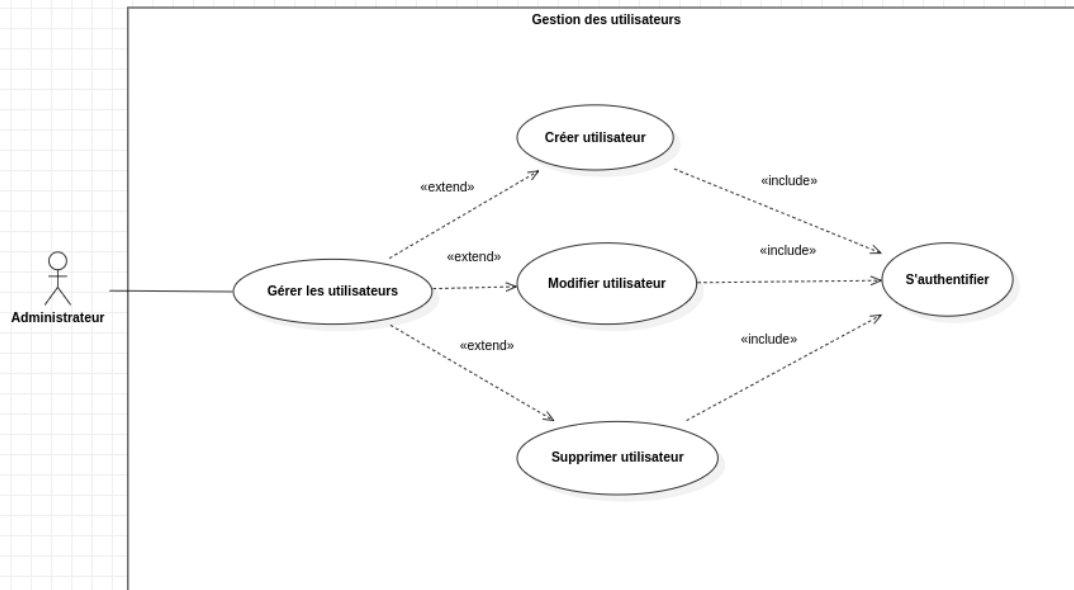 Gestion des utilisateurs
Créer utilisateur
«extend»
«include»
«extend»
«include»
Gérer les utilisateurs
Modifier utilisateur
S'authentifier
Administrateur
«extend»
«include»
Supprimer utilisateur